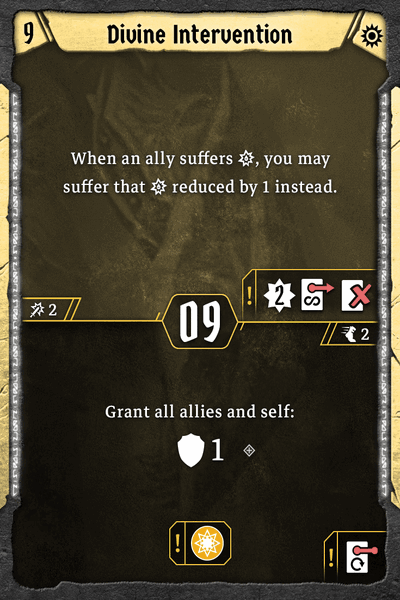 9
Divine Intervention
When an ally suffers , you may
suffer that  reduced by 1 instead.
! 2
2
09
2
Grant all allies and self:
1
!
!